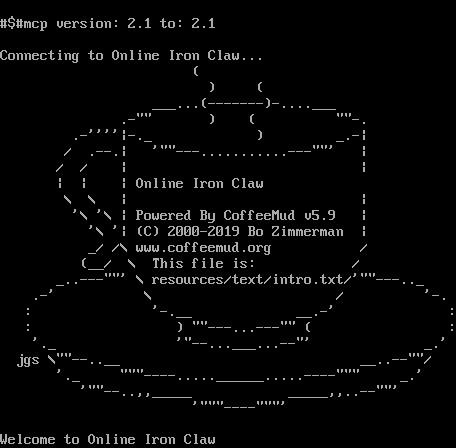 #$#mcp version: 2.1 to: 2.1
Connecting to Online Iron Claw...
Online Iron Claw
Powered By CoffeeMud v5.9
(C) 2000-2019 Bo Zimmerman
www.coffeemud.org
This file is:
resources/text/intro.txt/
jgs
Welcome to Online Iron Claw